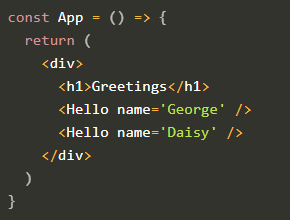 const App = () => {
  return (
    <div>
      <h1>Greetings</h1>
      <Hello name='George' />
      <Hello name='Daisy' />
    </div>
  )
}